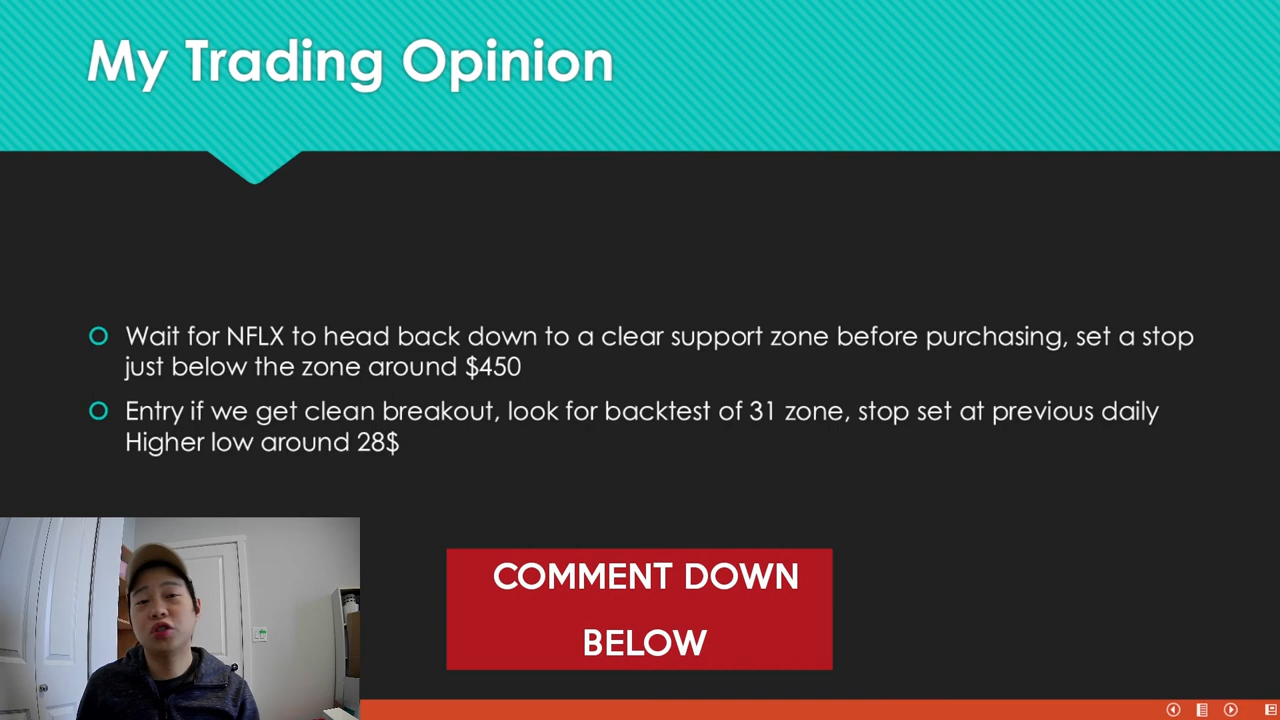 My Trading Opinion
Wait for NFLX to head back down to a clear support zone before purchasing, set a stop
just below the zone around $450
Entry if we get clean breakout, look for backtest of 31 zone, stop set at previous daily
Higher low around 28$
COMMENT DOWN
BELOW